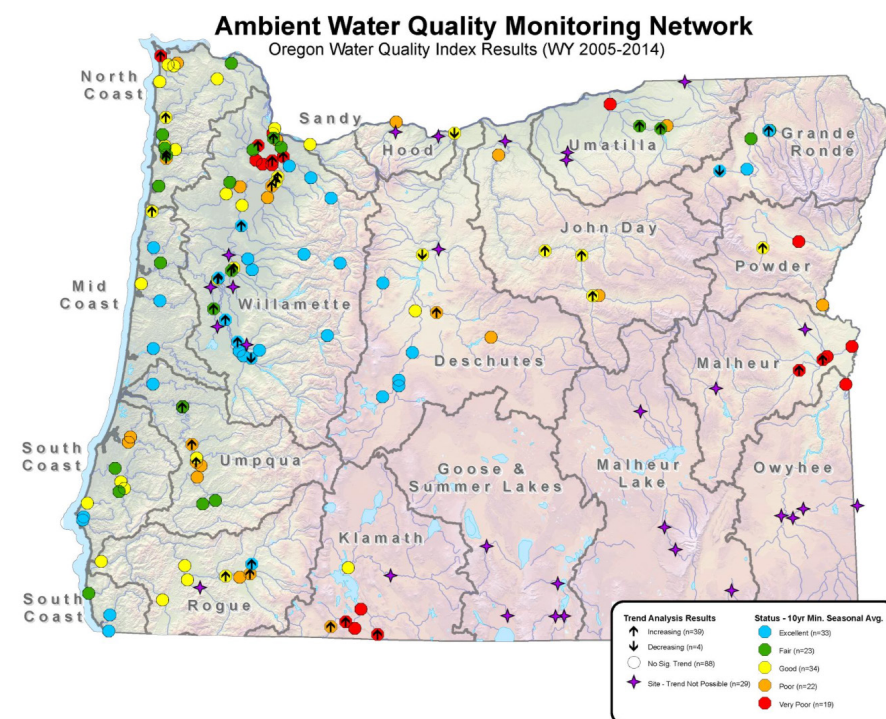 Ambient Water Quality Monitoring Network
Oregon Water Quality Index Results (WY 2005-2014)
North
Coast
Sandy
Hood
Umatilla
Grande
Ronde
John Day
Powder
Mid
Coast
Willamette
Deschutes
Malheur
South
Coast
Umpqua
Goose &
Summer Lakes
Malheur
Lake
Owyhee
Klamath
South
Coast
Rogue
Trend Analysis Results
Increasing (n=39)
Decreasing (n=4)
No Sig. Trend (n=88)
Site - Trend Not Possible (n=29)
Status - 10yr Min. Seasonal Avg.
Excellent (n=33)
Fair (n=23)
Good (n=34)
Poor (n=22)
Very Poor (n=19)